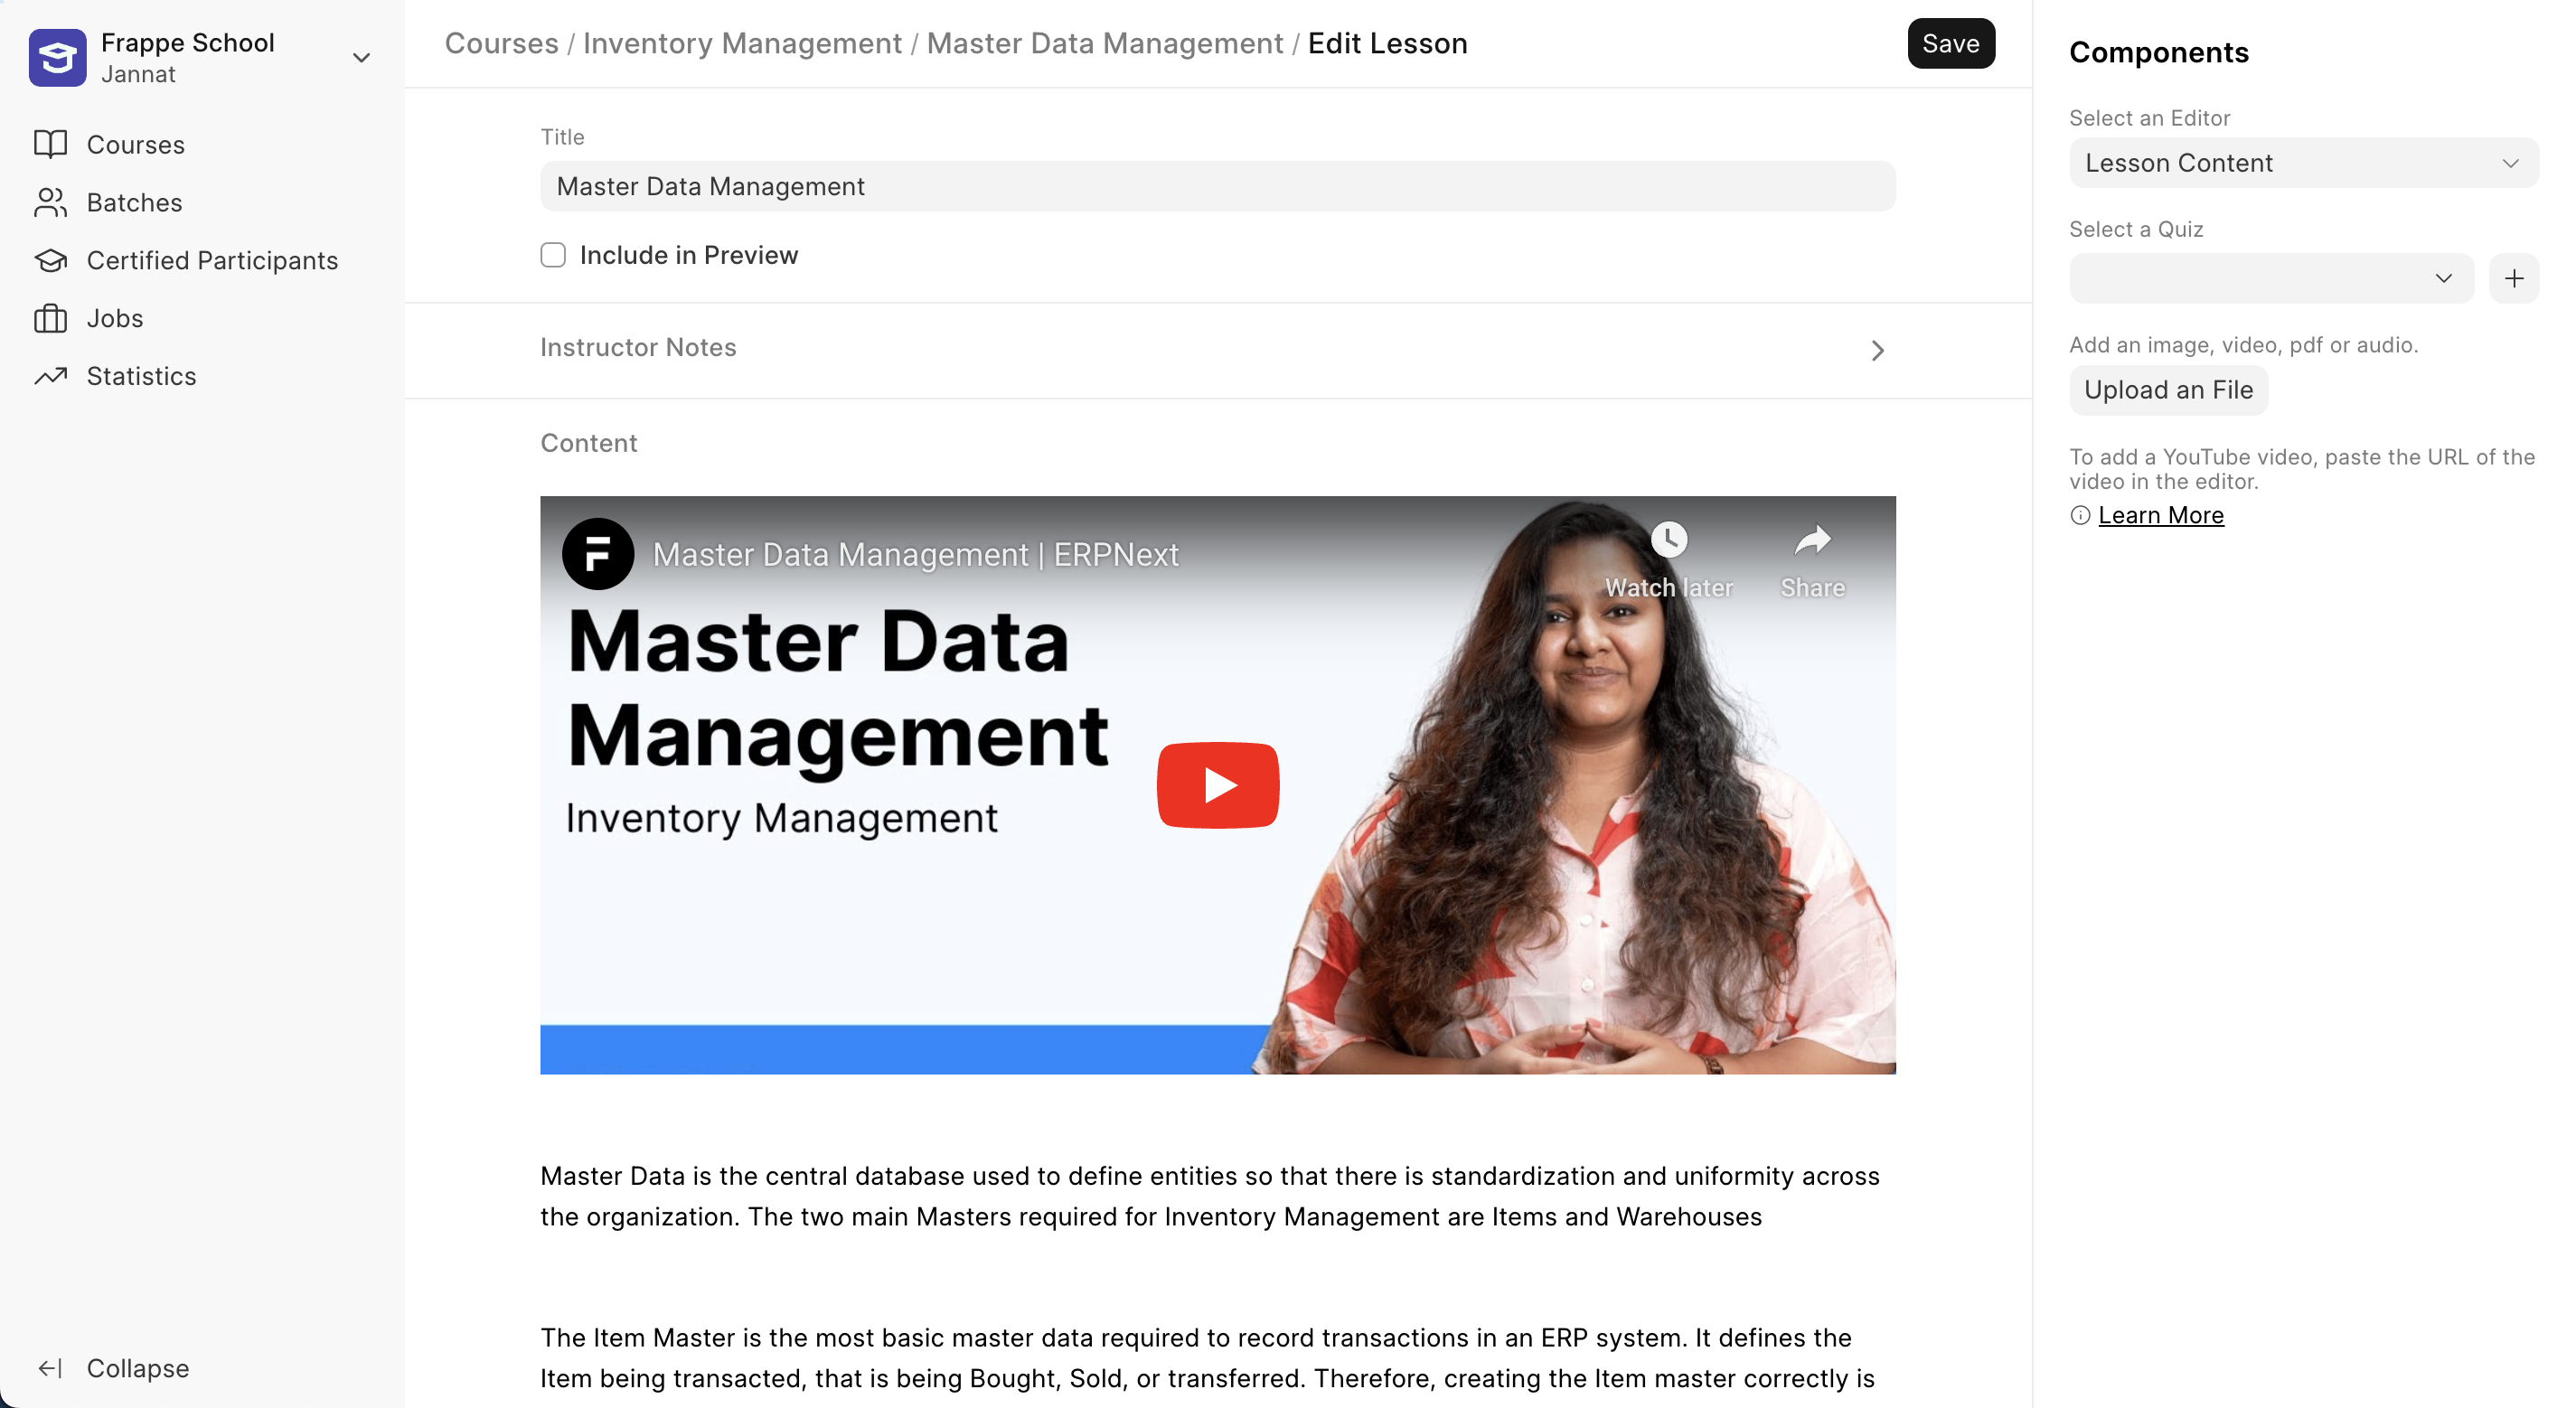 Frappe School
Jannat
Courses
Batches
Certified Participants
Jobs
Statistics
Collapse
Courses / Inventory Management / Master Data Management / Edit Lesson
Save
Title
Master Data Management
Include in Preview
Instructor Notes
Content
Master Data Management | ERPNext
Watch later
Share
Master Data
Management
Inventory Management
Master Data is the central database used to define entities so that there is standardization and uniformity across
the organization. The two main Masters required for Inventory Management are Items and Warehouses
The Item Master is the most basic master data required to record transactions in an ERP system. It defines the
Item being transacted, that is being Bought, Sold, or transferred. Therefore, creating the Item master correctly is
Components
Select an Editor
Lesson Content
Select a Quiz
Add an image, video, pdf or audio.
Upload an File
To add a YouTube video, paste the URL of the
video in the editor.
Learn More